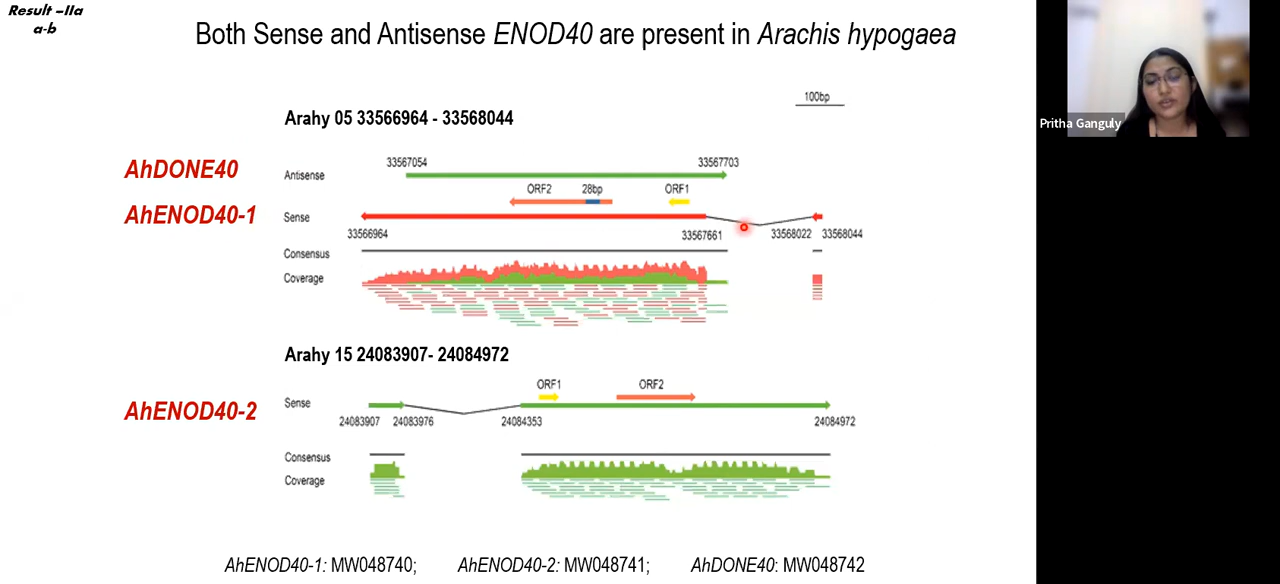 Result –IIa
a-b
Both Sense and Antisense ENOD40 are present in Arachis hypogaea
100bp
Arahy 05 33566964 - 33568044
Pritha Ganguly
AhDONE40
Antisense
33567054
33567703
ORF2
28bp
ORF1
AhENOD40-1
Sense
33566964
33567661
33568022
33568044
Consensus
Coverage
Arahy 15 24083907- 24084972
ORF1
ORF2
AhENOD40-2
Sense
24083907
24083976
24084353
24084972
Consensus
Coverage
AhENOD40-1: MW048740; AhENOD40-2: MW048741; AhDONE40: MW048742